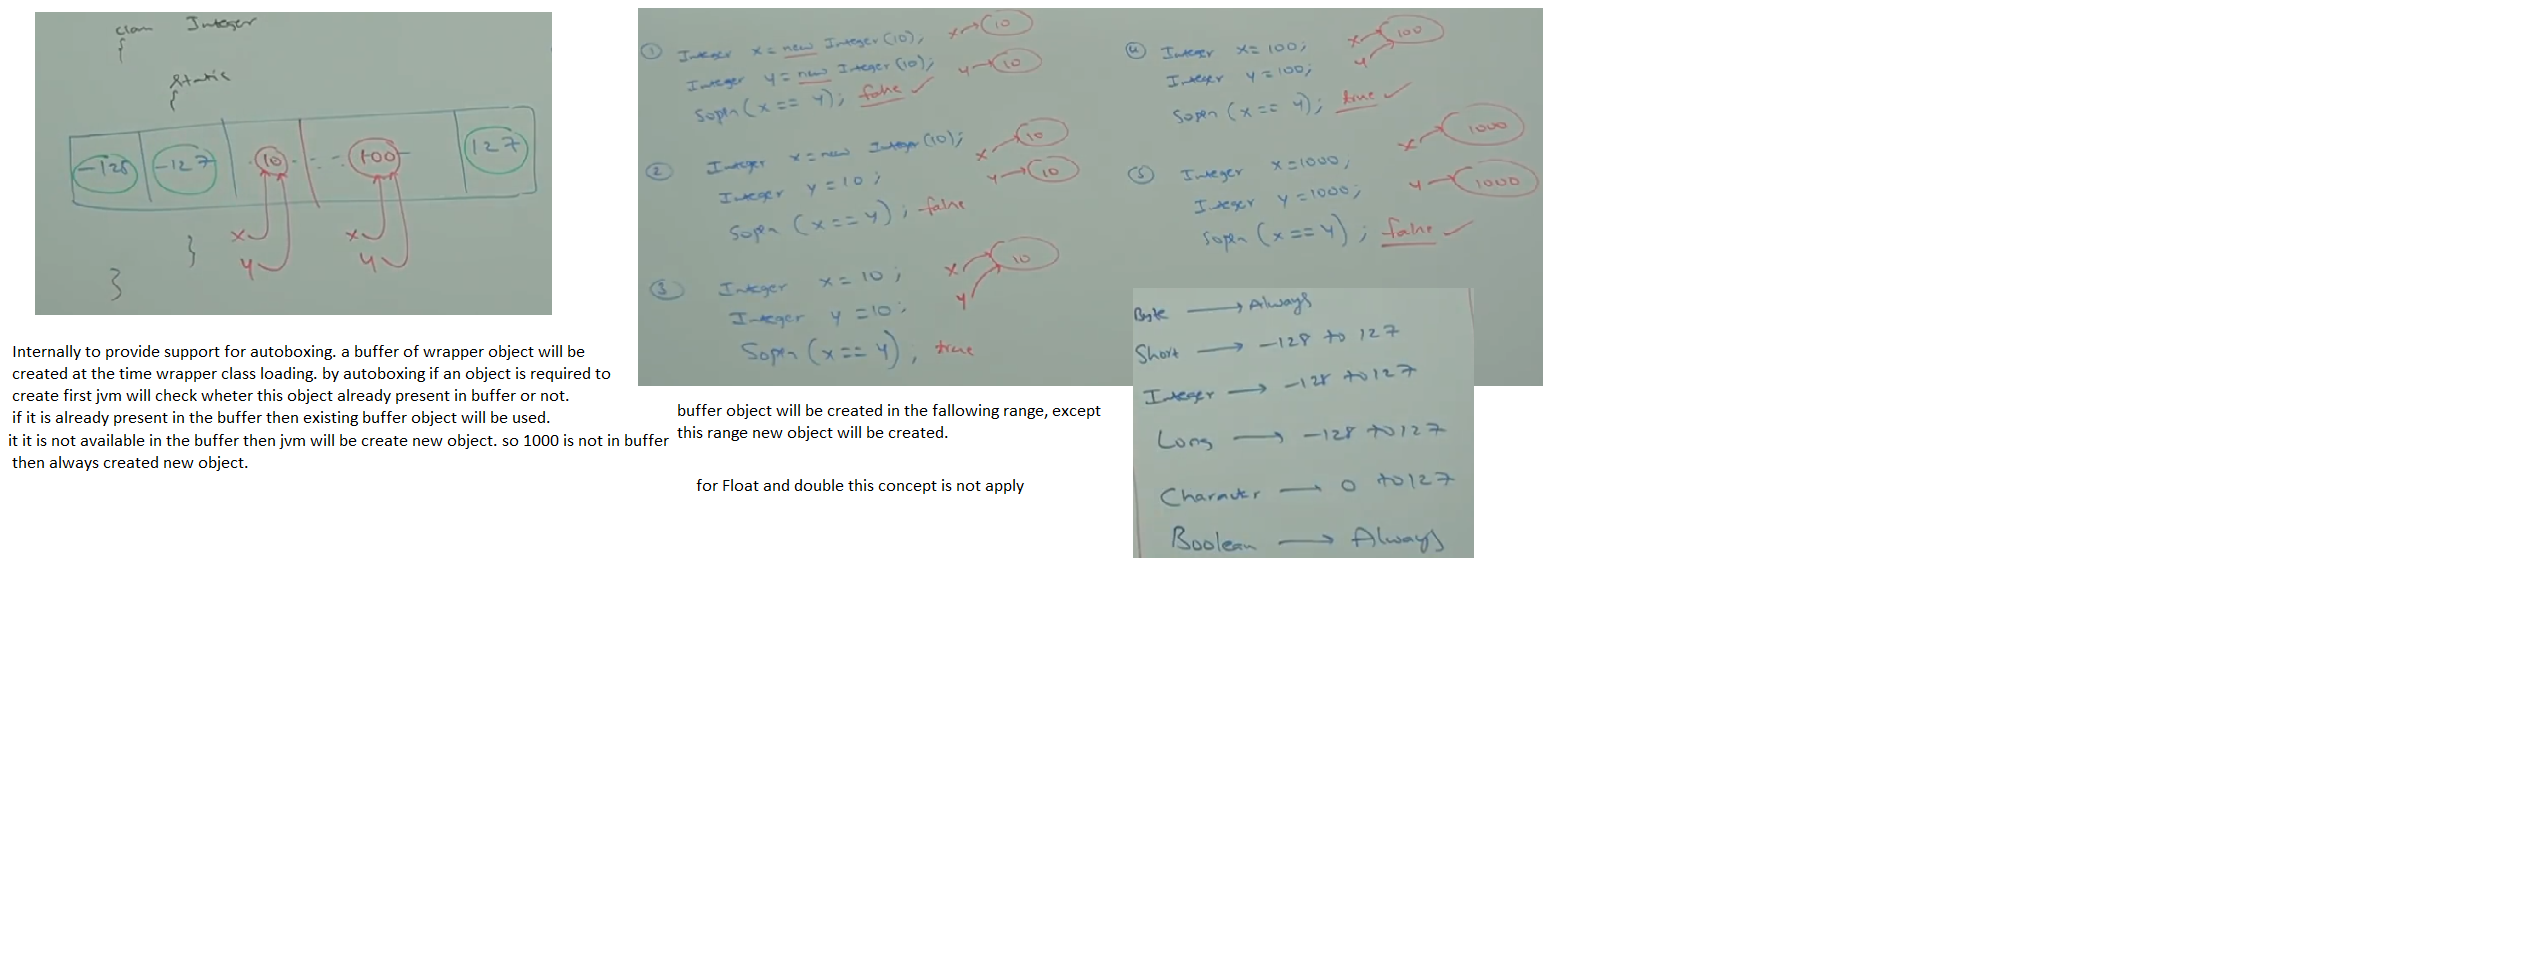 class Integer
{
static
{
-128 -127 10 - - - 100 127
x x
y y
}
}
Internally to provide support for autoboxing. a buffer of wrapper object will be
created at the time wrapper class loading. by autoboxing if an object is required to
create first jvm will check wheter this object already present in buffer or not.
if it is already present in the buffer then existing buffer object will be used.
it it is not available in the buffer then jvm will be create new object. so 1000 is not in buffer
then always created new object.
① Integer x = new Integer(10); x→10
Integer y = new Integer(10); y→10
Sopln(x == y); false ✓
② Integer x = new Integer(10); x→10
Integer y = 10; y→10
Sopln (x == y); false
③ Integer x = 10; x→10
Integer y = 10; y
Sopln (x == y); true
④ Integer x = 100; x→100
Integer y = 100; y
Sopln (x == y); true ✓
⑤ Integer x = 1000; x→1000
Integer y = 1000; y→1000
Sopln (x == y); false ✓
buffer object will be created in the fallowing range, except
this range new object will be created.
for Float and double this concept is not apply
Byte → Always
Short → -128 to 127
Integer → -128 to 127
Long → -128 to 127
Character → 0 to 127
Boolean → Always